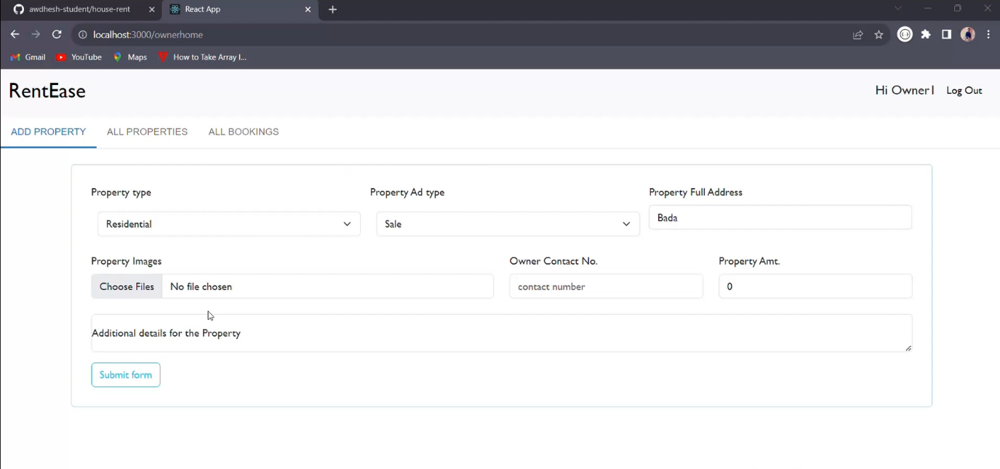 awdhesh-student/house-rent
React App
localhost:3000/ownerhome
Gmail YouTube Maps How to Take Array I...
RentEase
Hi Owner1 Log Out
ADD PROPERTY ALL PROPERTIES ALL BOOKINGS
Property type Property Ad type Property Full Address
Residential Sale Bada
Property Images Owner Contact No. Property Amt.
Choose Files No file chosen contact number 0
Additional details for the Property
Submit form